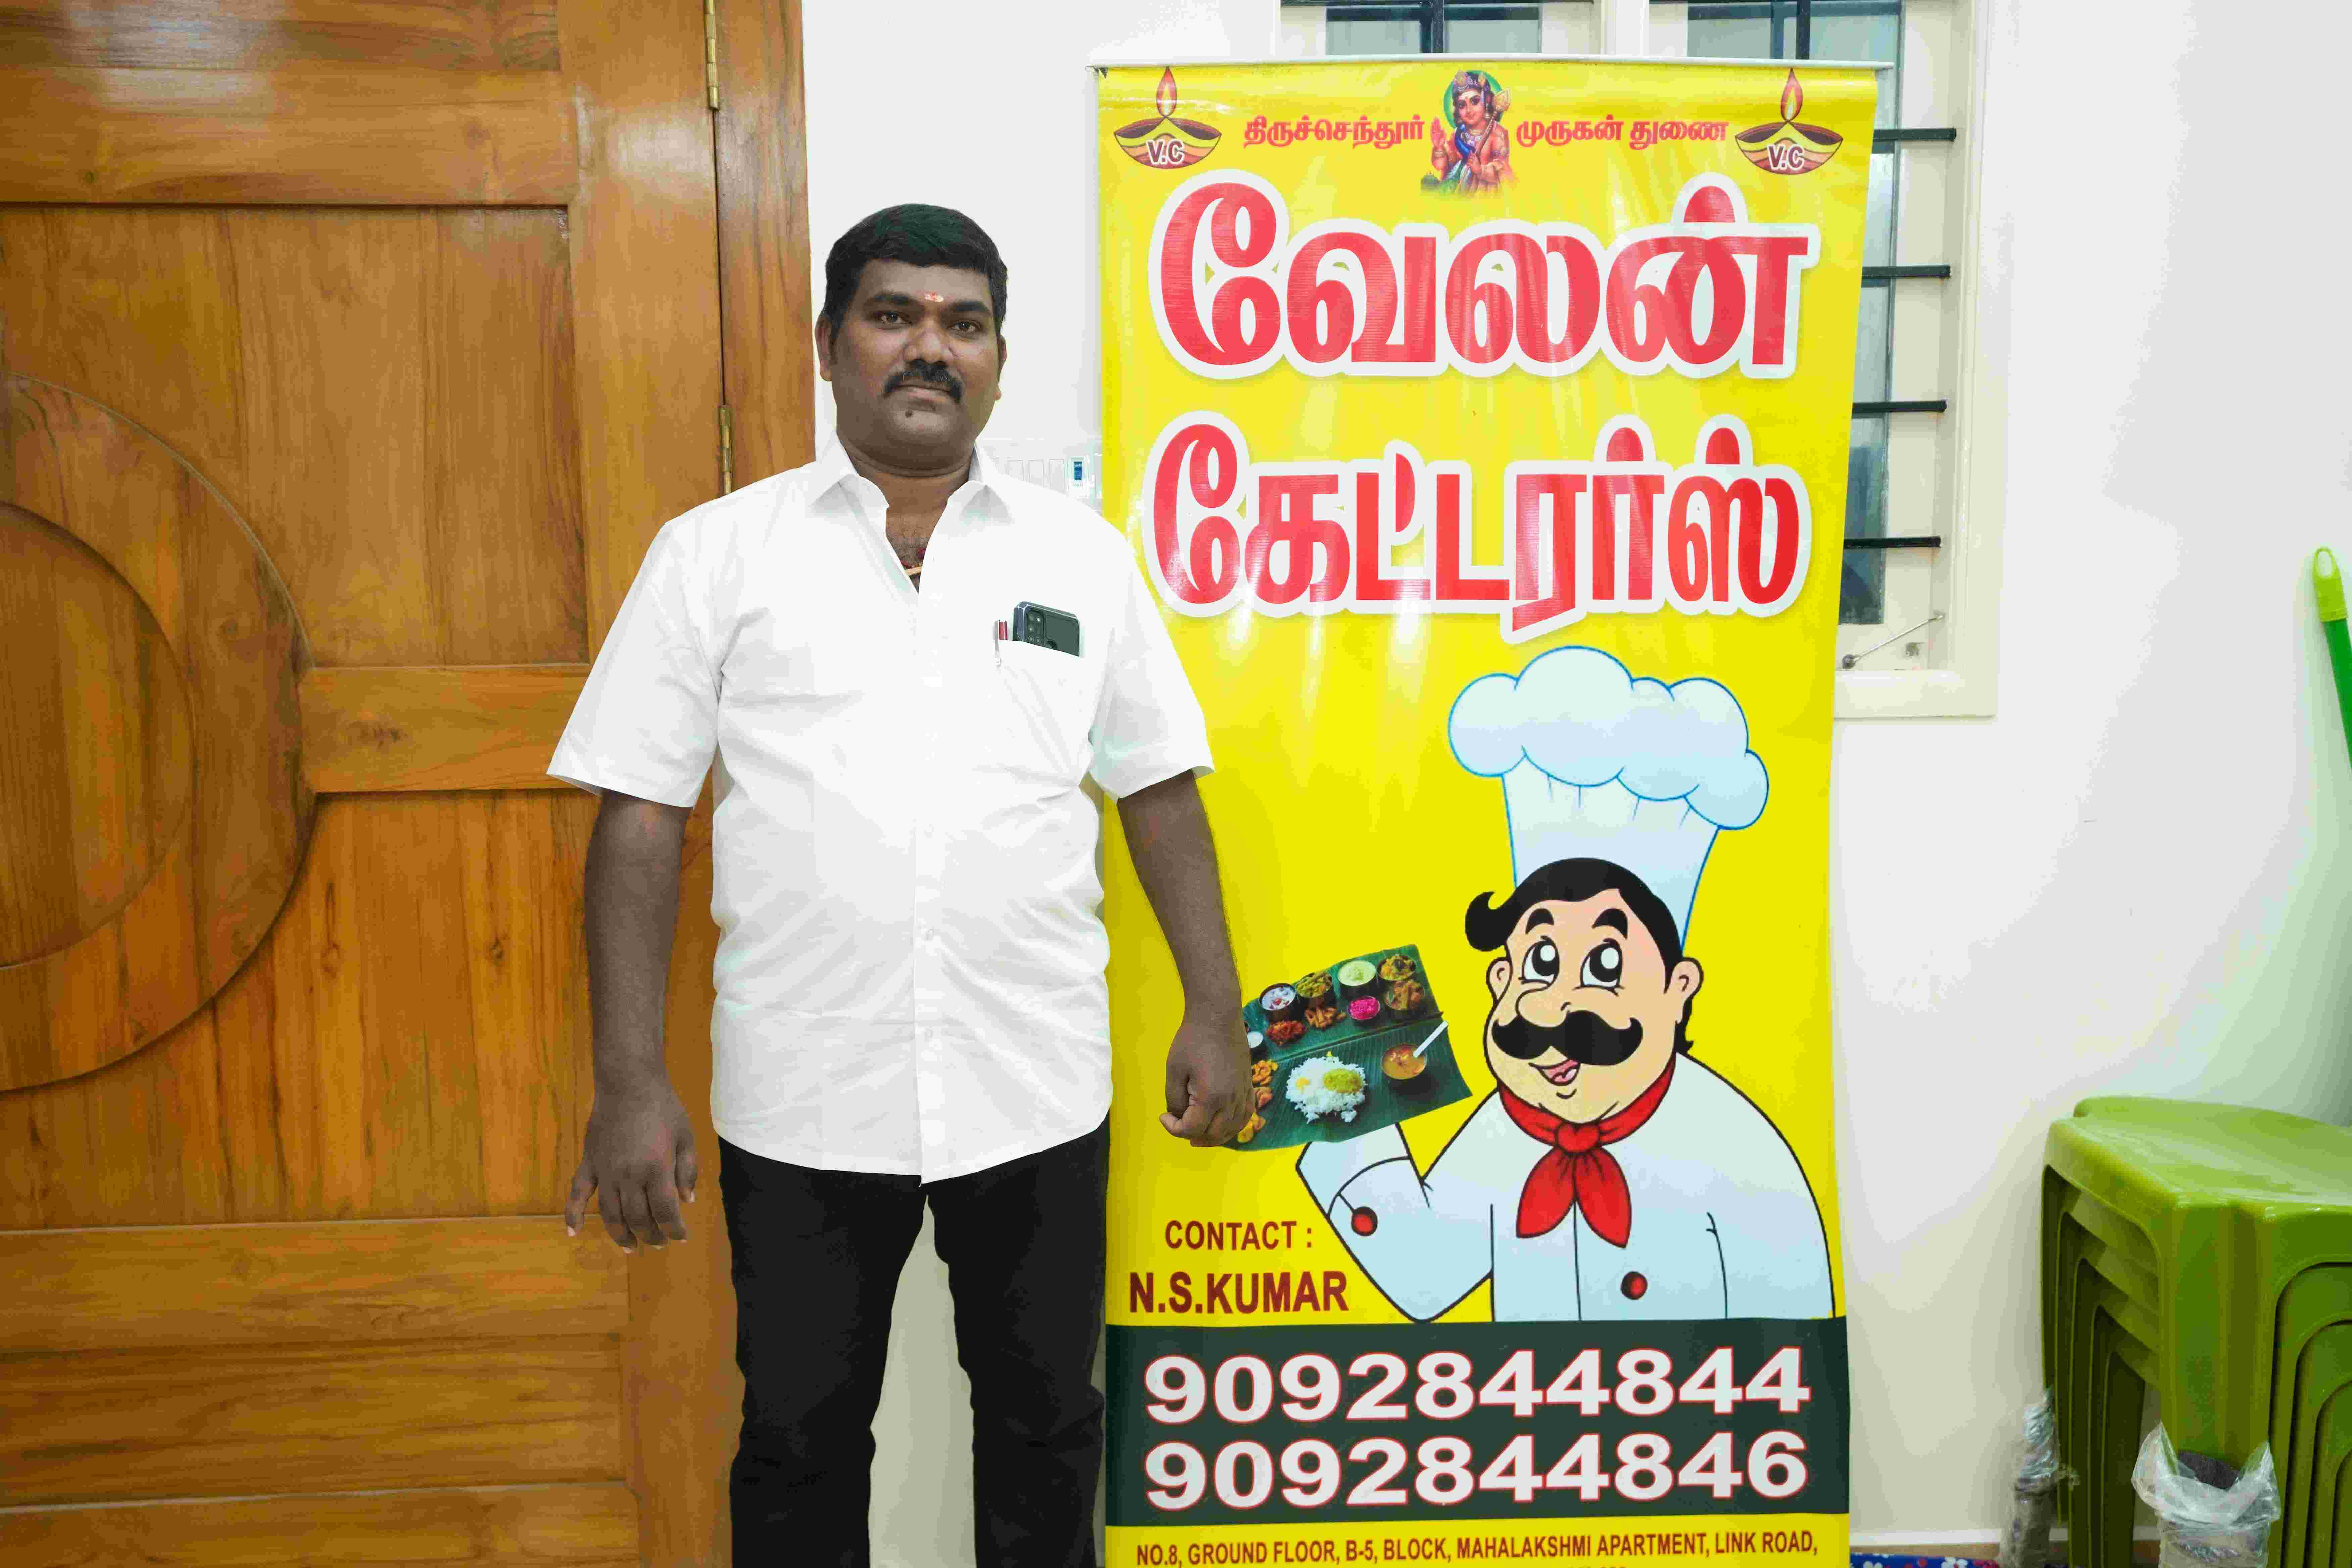 திருச்செந்தூர் முருகன் துணை
V.C V.C
வேலன்
கேட்டரர்ஸ்
CONTACT :
N.S.KUMAR
9092844844
9092844846
NO.8, GROUND FLOOR, B-5, BLOCK, MAHALAKSHMI APARTMENT, LINK ROAD,